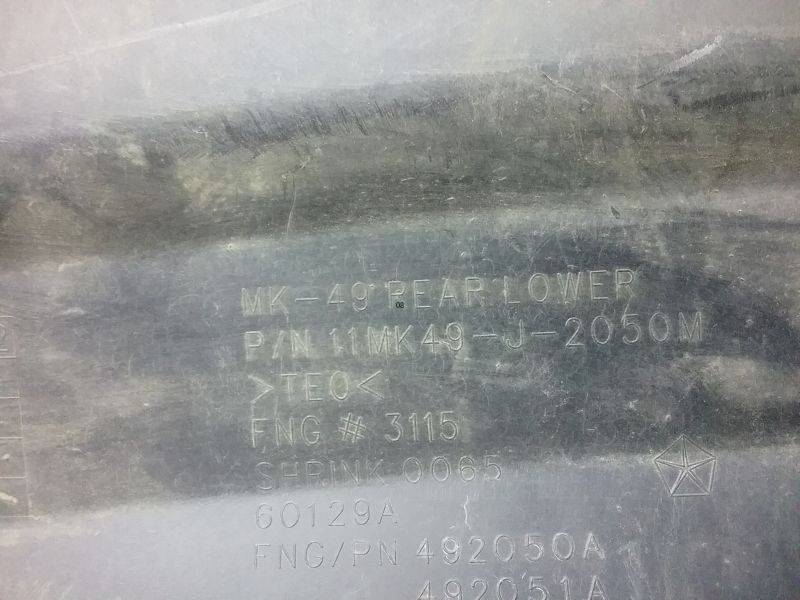 MK-49 REAR LOWER
P/N 11MK49-J-2050M
>TEO<
FNG # 3115
SHRINK 0065
60129A
FNG/PN 492050A
492051A